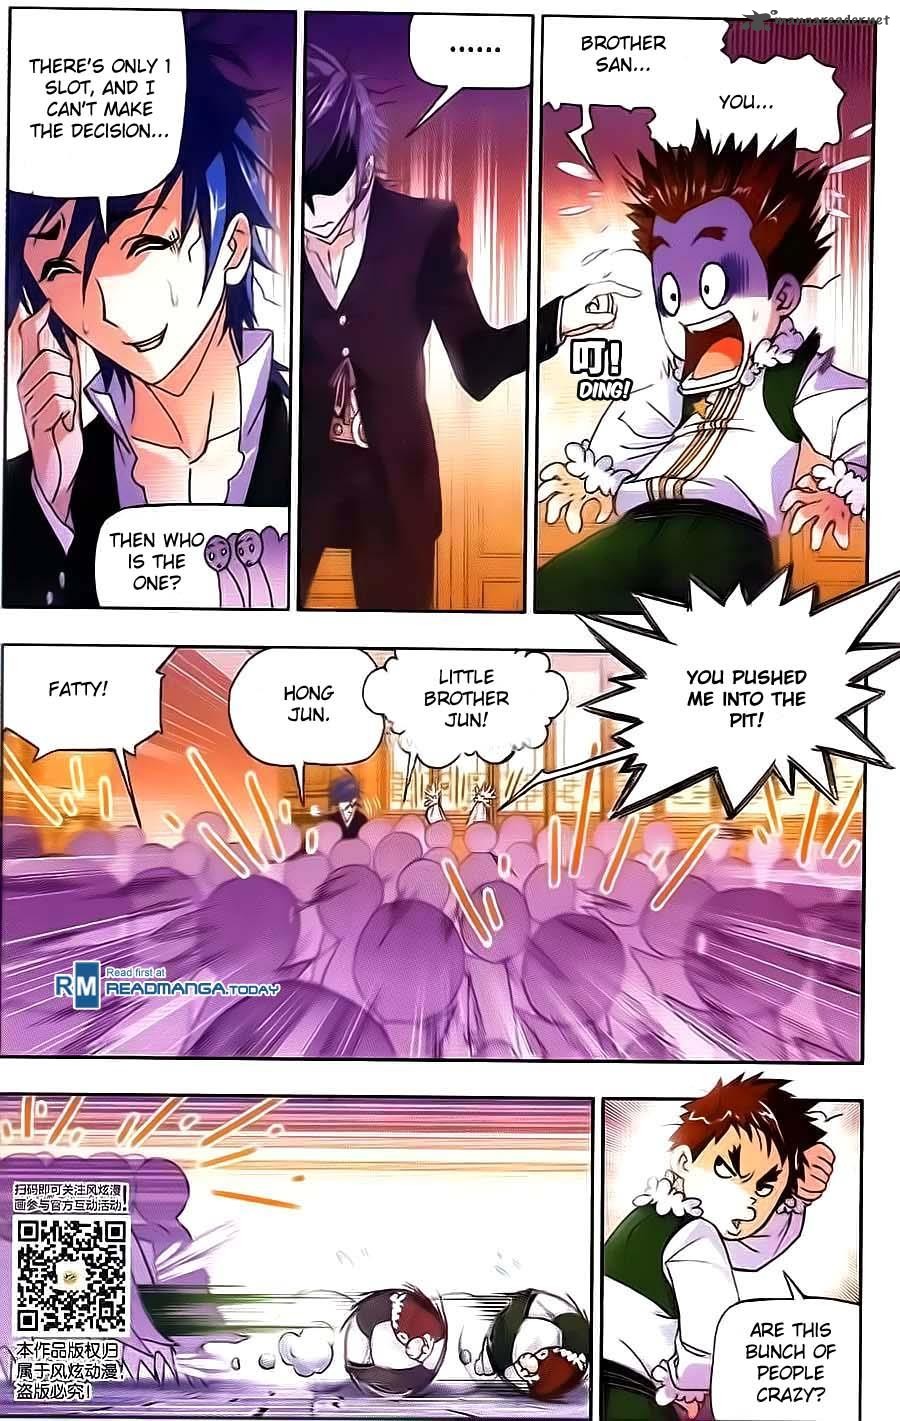 mangareader.net
THERE'S ONLY 1
SLOT, AND I
CAN'T MAKE
THE DECISION...
THEN WHO
IS THE
ONE?
......
BROTHER
SAN...
YOU...
叮!
DING!
YOU PUSHED
ME INTO THE
PIT!
FATTY!
HONG
JUN.
LITTLE
BROTHER
JUN!
RM
Read first at
READMANGA.TODAY
扫码即可关注风炫漫
画参与官方互动活动!
本作品版权归
属于风炫动漫,
盗版必究!
ARE THIS
BUNCH OF
PEOPLE
CRAZY?